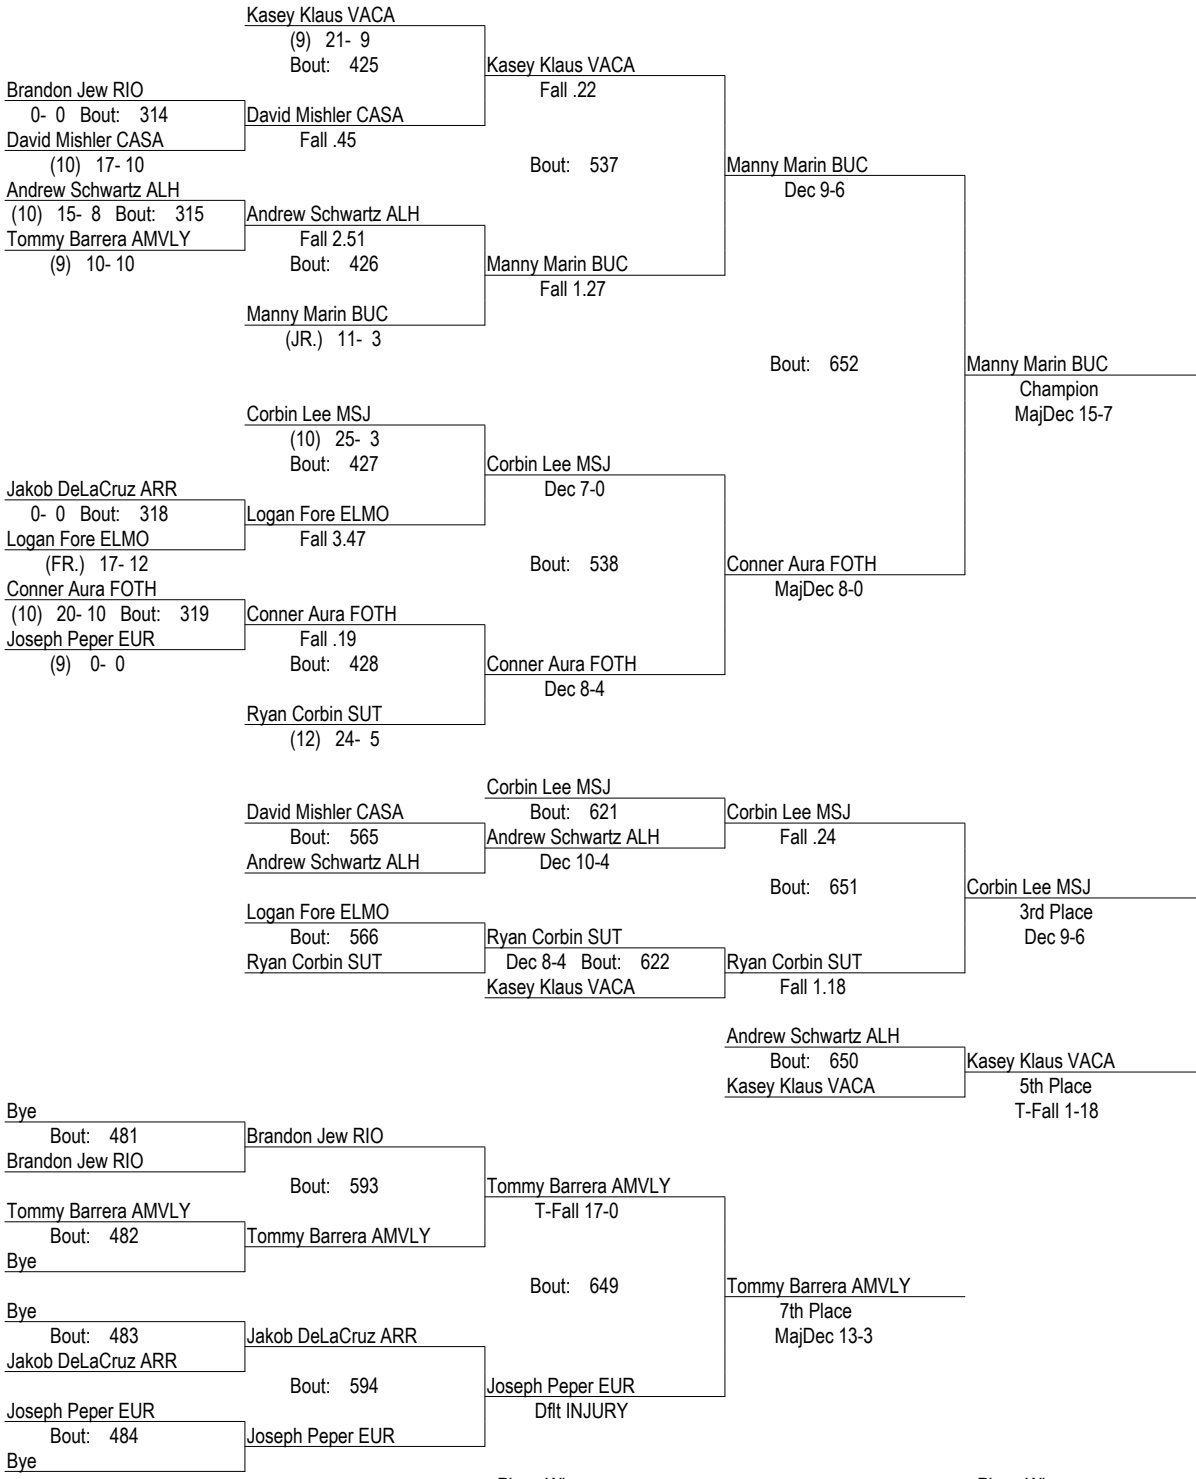 Kasey Klaus VACA
(9) 21- 9
Bout: 425
Kasey Klaus VACA
Fall .22
Brandon Jew RIO
0- 0 Bout: 314
David Mishler CASA
David Mishler CASA
Fall .45
(10) 17- 10
Bout: 537
Manny Marin BUC
Dec 9-6
Andrew Schwartz ALH
(10) 15- 8 Bout: 315
Andrew Schwartz ALH
Tommy Barrera AMVLY
Fall 2.51
(9) 10- 10
Bout: 426
Manny Marin BUC
Fall 1.27
Manny Marin BUC
(JR.) 11- 3
Bout: 652
Manny Marin BUC
Champion
MajDec 15-7
Corbin Lee MSJ
(10) 25- 3
Bout: 427
Corbin Lee MSJ
Dec 7-0
Jakob DeLaCruz ARR
0- 0 Bout: 318
Logan Fore ELMO
Logan Fore ELMO
Fall 3.47
(FR.) 17- 12
Bout: 538
Conner Aura FOTH
MajDec 8-0
Conner Aura FOTH
(10) 20- 10 Bout: 319
Conner Aura FOTH
Joseph Peper EUR
Fall .19
(9) 0- 0
Bout: 428
Conner Aura FOTH
Dec 8-4
Ryan Corbin SUT
(12) 24- 5
Corbin Lee MSJ
David Mishler CASA
Bout: 621
Corbin Lee MSJ
Bout: 565
Andrew Schwartz ALH
Fall .24
Andrew Schwartz ALH
Dec 10-4
Bout: 651
Corbin Lee MSJ
3rd Place
Dec 9-6
Logan Fore ELMO
Bout: 566
Ryan Corbin SUT
Ryan Corbin SUT
Dec 8-4 Bout: 622
Ryan Corbin SUT
Kasey Klaus VACA
Fall 1.18
Andrew Schwartz ALH
Bout: 650
Kasey Klaus VACA
Kasey Klaus VACA
5th Place
T-Fall 1-18
Bye
Bout: 481
Brandon Jew RIO
Brandon Jew RIO
Bout: 593
Tommy Barrera AMVLY
T-Fall 17-0
Tommy Barrera AMVLY
Bout: 482
Tommy Barrera AMVLY
Bye
Bout: 649
Tommy Barrera AMVLY
7th Place
MajDec 13-3
Bye
Bout: 483
Jakob DeLaCruz ARR
Jakob DeLaCruz ARR
Bout: 594
Joseph Peper EUR
Dflt INJURY
Joseph Peper EUR
Bout: 484
Joseph Peper EUR
Bye